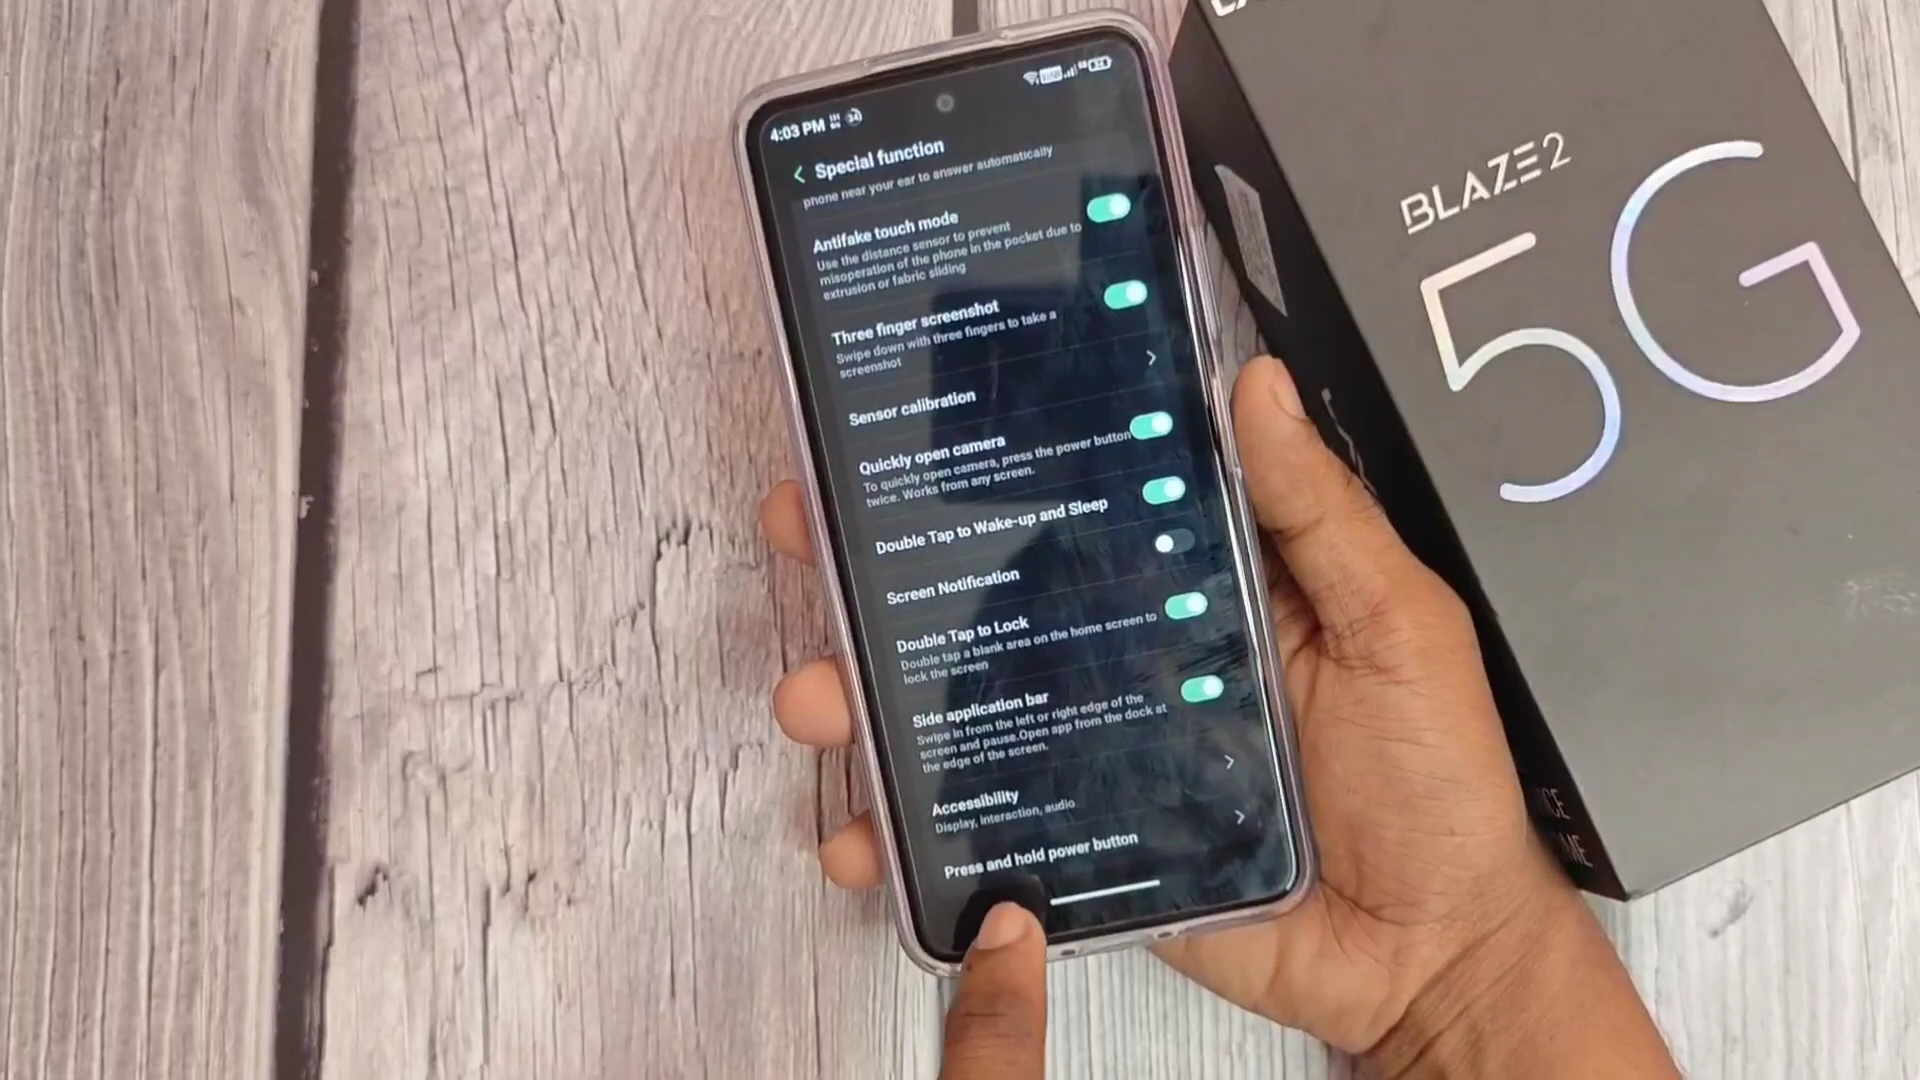 4:03 PM
Special function
phone near your ear to answer automatically
Antifake touch mode
Use the distance sensor to prevent
misoperation of the phone in the pocket due to
extrusion or fabric sliding
Three finger screenshot
Swipe down with three fingers to take a
screenshot
Sensor calibration
Quickly open camera
To quickly open camera, press the power button
twice. Works from any screen.
Double Tap to Wake-up and Sleep
Screen Notification
Double Tap to Lock
Double tap a blank area on the home screen to
lock the screen
Side application bar
Swipe in from the left or right edge of the
screen and pause.Open app from the dock at
the edge of the screen.
Accessibility
Display, interaction, audio
Press and hold power button
BLAZE 2
5G